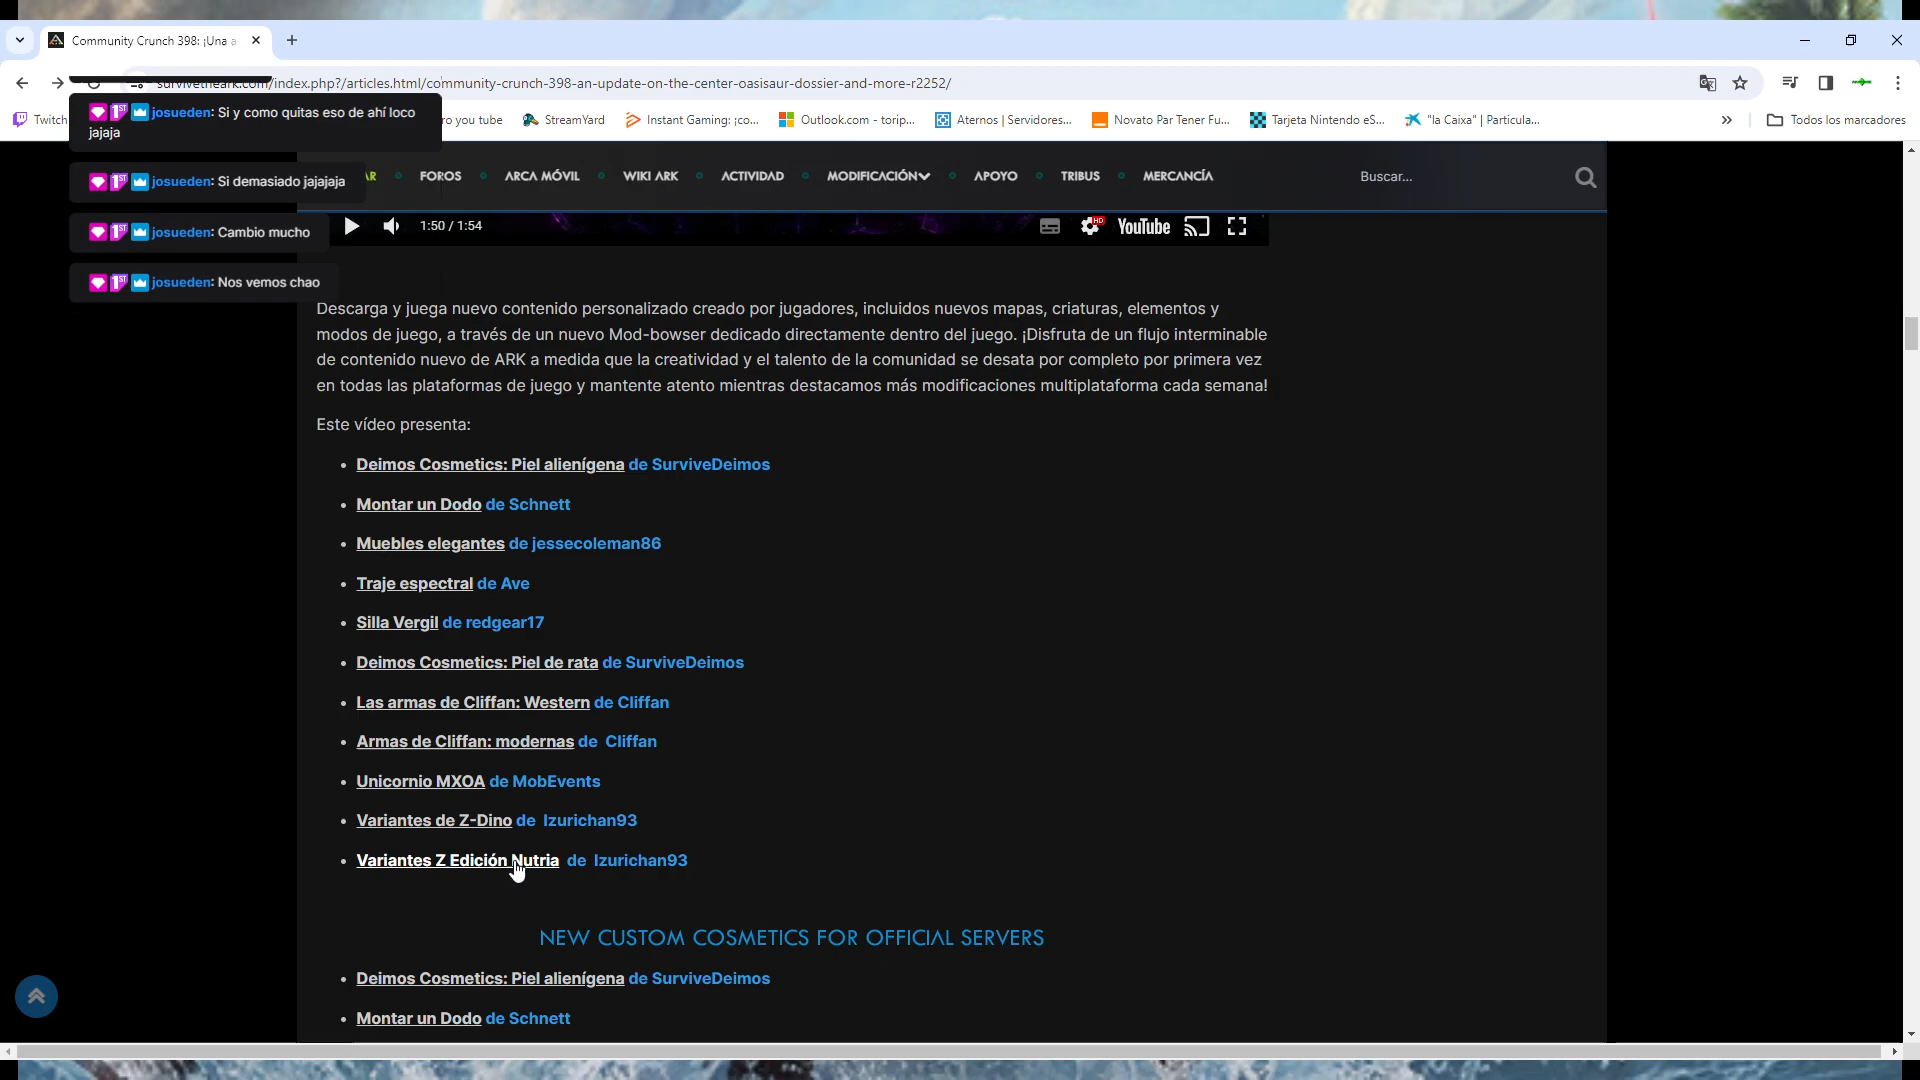 Community Crunch 398: ¡Una a
survivetheark.com/index.php?/articles.html/community-crunch-398-an-update-on-the-center-oasisaur-dossier-and-more-r2252/
Twitch
ro you tube
StreamYard
Instant Gaming: ¡co...
Outlook.com - torip...
Aternos | Servidores...
Novato Par Tener Fu...
Tarjeta Nintendo eS...
"la Caixa" | Particula...
»
Todos los marcadores
josueden: Si y como quitas eso de ahí loco
jajaja
josueden: Si demasiado jajajaja
josueden: Cambio mucho
josueden: Nos vemos chao
AR
FOROS
ARCA MÓVIL
WIKI ARK
ACTIVIDAD
MODIFICACIÓN
APOYO
TRIBUS
MERCANCÍA
Buscar...
1:50 / 1:54
HD
YouTube
Descarga y juega nuevo contenido personalizado creado por jugadores, incluidos nuevos mapas, criaturas, elementos y
modos de juego, a través de un nuevo Mod-bowser dedicado directamente dentro del juego. ¡Disfruta de un flujo interminable
de contenido nuevo de ARK a medida que la creatividad y el talento de la comunidad se desata por completo por primera vez
en todas las plataformas de juego y mantente atento mientras destacamos más modificaciones multiplataforma cada semana!
Este vídeo presenta:
• Deimos Cosmetics: Piel alienígena de SurviveDeimos
• Montar un Dodo de Schnett
• Muebles elegantes de jessecoleman86
• Traje espectral de Ave
• Silla Vergil de redgear17
• Deimos Cosmetics: Piel de rata de SurviveDeimos
• Las armas de Cliffan: Western de Cliffan
• Armas de Cliffan: modernas de Cliffan
• Unicornio MXOA de MobEvents
• Variantes de Z-Dino de Izurichan93
• Variantes Z Edición Nutria de Izurichan93
NEW CUSTOM COSMETICS FOR OFFICIAL SERVERS
• Deimos Cosmetics: Piel alienígena de SurviveDeimos
• Montar un Dodo de Schnett